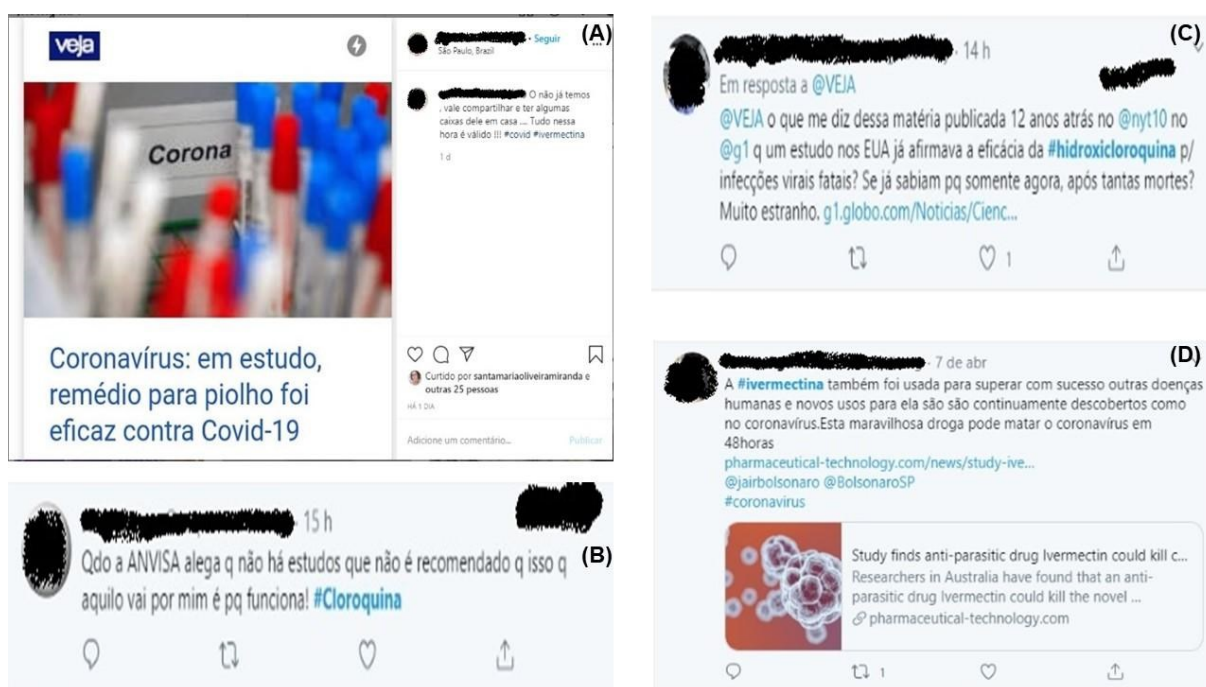 veja
Corona
Coronavírus: em estudo,
remédio para piolho foi
eficaz contra Covid-19
(A)
• Seguir
São Paulo, Brazil
O não já temos
, vale compartilhar e ter algumas
caixas dele em casa .... Tudo nessa
hora é válido !!! #covid #ivermectina
1 d
Curtido por santamariaoliveiramiranda e
outras 25 pessoas
HÁ 1 DIA
Adicione um comentário...
Publicar
15 h
(B)
Qdo a ANVISA alega q não há estudos que não é recomendado q isso q
aquilo vai por mim é pq funciona! #Cloroquina
(C)
14 h
Em resposta a @VEJA
@VEJA o que me diz dessa matéria publicada 12 anos atrás no @nyt10 no
@g1 q um estudo nos EUA já afirmava a eficácia da #hidroxicloroquina p/
infecções virais fatais? Se já sabiam pq somente agora, após tantas mortes?
Muito estranho. g1.globo.com/Noticias/Cienc...
1
(D)
7 de abr
A #ivermectina também foi usada para superar com sucesso outras doenças
humanas e novos usos para ela são são continuamente descobertos como
no coronavírus.Esta maravilhosa droga pode matar o coronavírus em
48horas
pharmaceutical-technology.com/news/study-ive...
@jairbolsonaro @BolsonaroSP
#coronavirus
Study finds anti-parasitic drug Ivermectin could kill c...
Researchers in Australia have found that an anti-
parasitic drug Ivermectin could kill the novel ...
pharmaceutical-technology.com
1